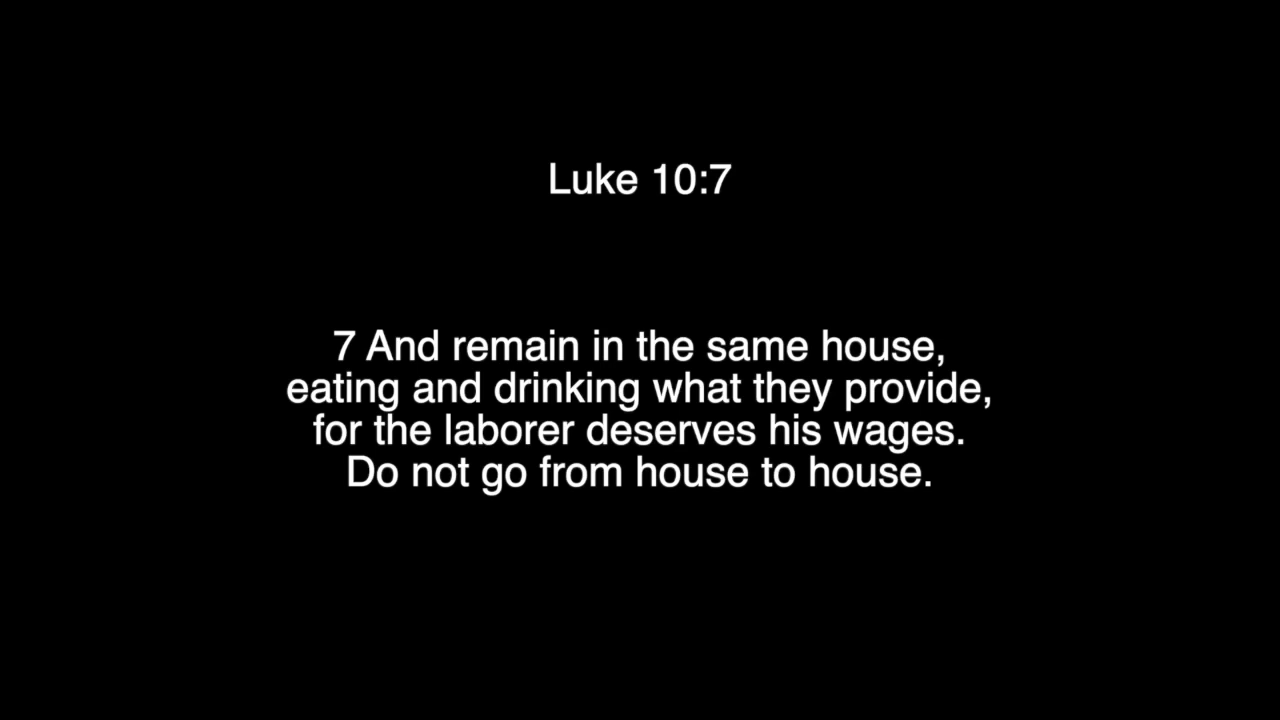 Luke 10:7
7 And remain in the same house,
eating and drinking what they provide,
for the laborer deserves his wages.
Do not go from house to house.